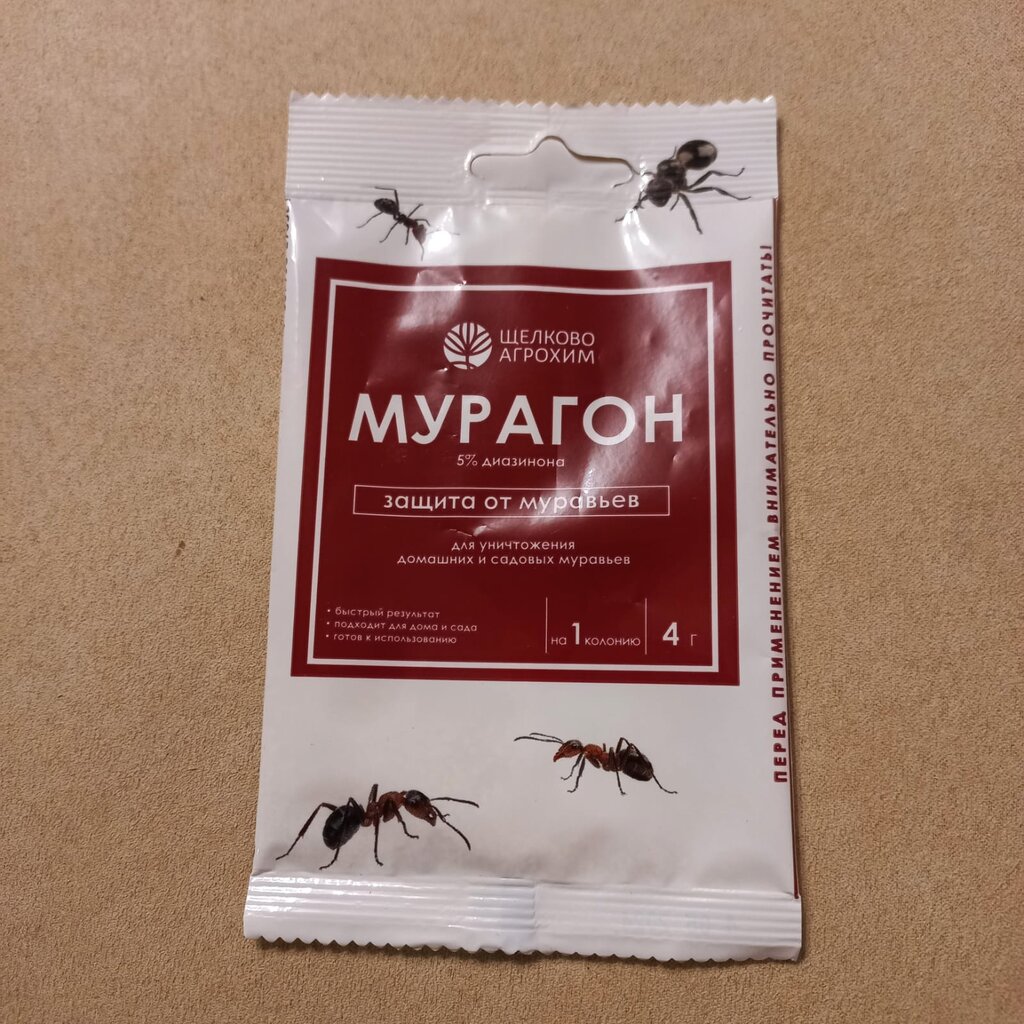 ЩЕЛКОВО
АГРОХИМ
МУРАГОН
5% диазинона
защита от муравьев
для уничтожения
домашних и садовых муравьев
• быстрый результат
• подходит для дома и сада
• готов к использованию
на 1 колонию
4 г
ПЕРЕД ПРИМЕНЕНИЕМ ВНИМАТЕЛЬНО ПРОЧИТАТЬ!